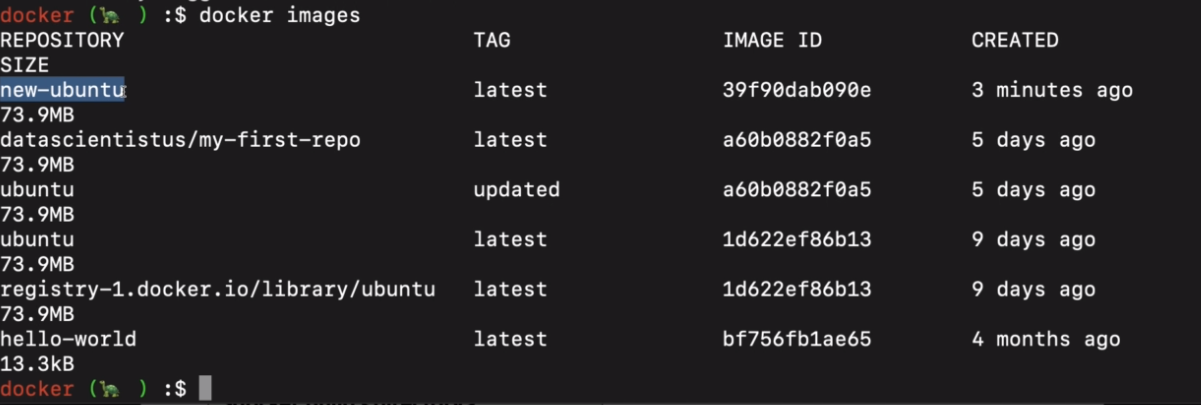 docker (🐢 ) :$ docker images
REPOSITORY TAG IMAGE ID CREATED
SIZE
new-ubuntu latest 39f90dab090e 3 minutes ago
73.9MB
datascientistus/my-first-repo latest a60b0882f0a5 5 days ago
73.9MB
ubuntu updated a60b0882f0a5 5 days ago
73.9MB
ubuntu latest 1d622ef86b13 9 days ago
73.9MB
registry-1.docker.io/library/ubuntu latest 1d622ef86b13 9 days ago
73.9MB
hello-world latest bf756fb1ae65 4 months ago
13.3kB
docker (🐢 ) :$